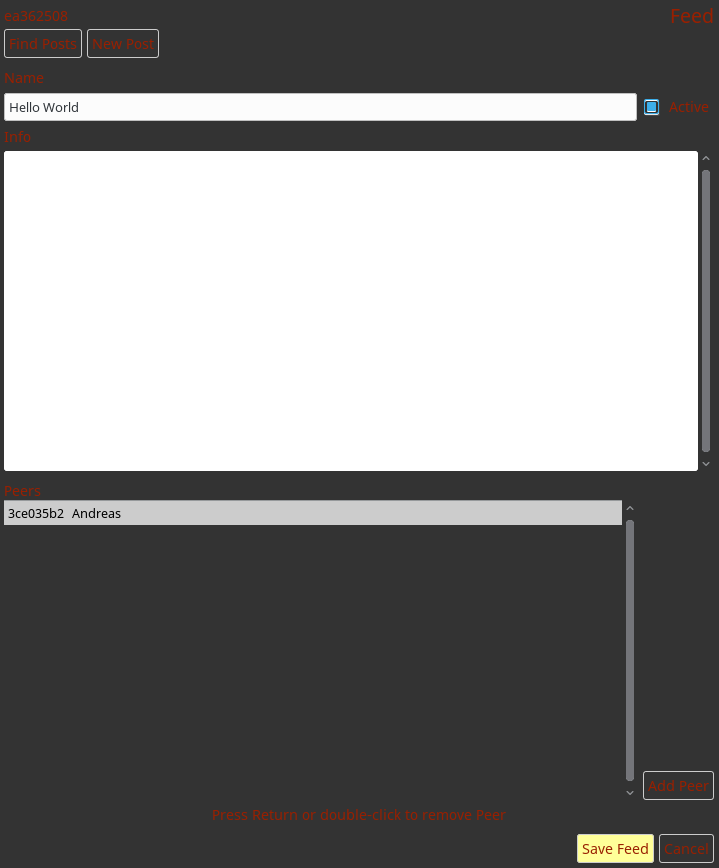 ea362508 Feed
Find Posts New Post
Name
Hello World Active
Info
Peers
3ce035b2 Andreas
Add Peer
Press Return or double-click to remove Peer
Save Feed Cancel